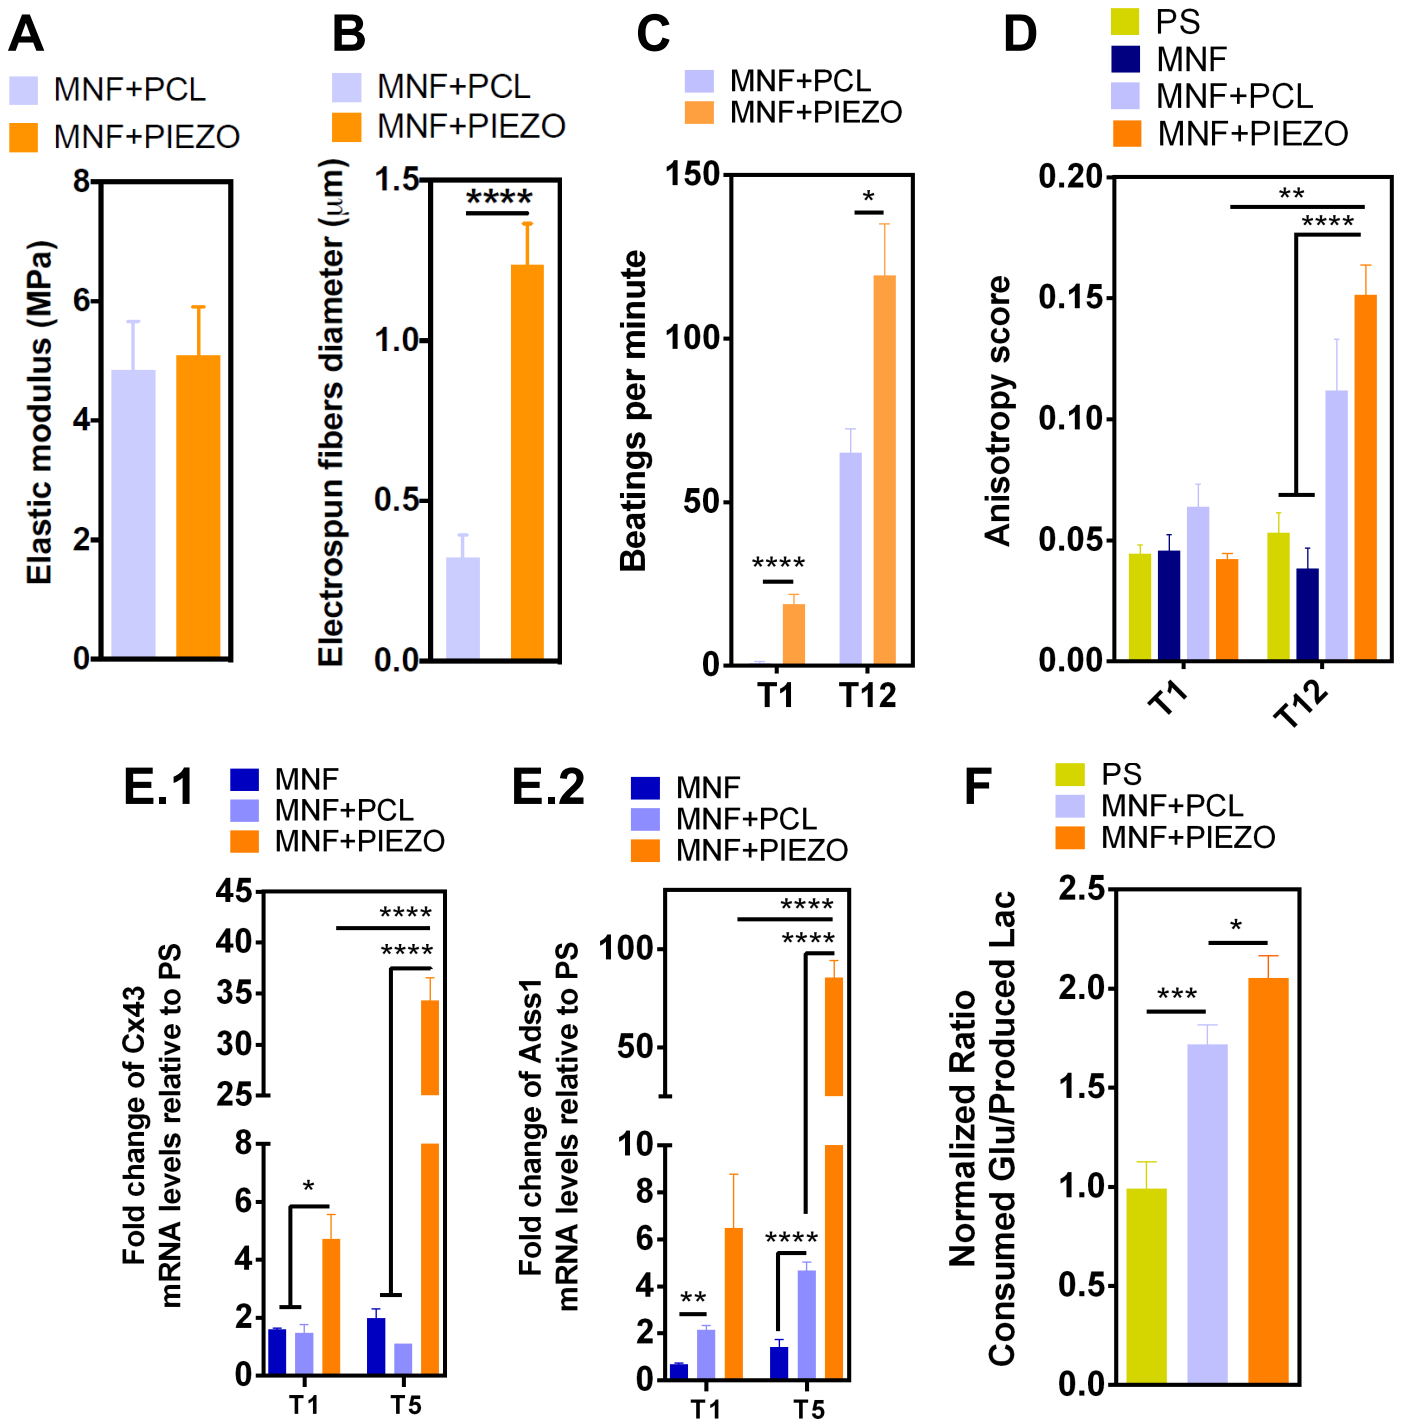 A
MNF+PCL
MNF+PIEZO
Elastic modulus (MPa)
8
6
4
2
0
B
MNF+PCL
MNF+PIEZO
Electrospun fibers diameter (μm)
1.5
1.0
0.5
0.0
****
C
MNF+PCL
MNF+PIEZO
Beatings per minute
150
100
50
0
****
*
T1
T12
D
PS
MNF
MNF+PCL
MNF+PIEZO
Anisotropy score
0.20
0.15
0.10
0.05
0.00
**
****
T1
T12
E.1
MNF
MNF+PCL
MNF+PIEZO
Fold change of Cx43
mRNA levels relative to PS
45
40
35
30
25
8
6
4
2
0
****
****
*
T1
T5
E.2
MNF
MNF+PCL
MNF+PIEZO
Fold change of Adss1
mRNA levels relative to PS
100
50
10
8
6
4
2
0
****
****
****
**
T1
T5
F
PS
MNF+PCL
MNF+PIEZO
Normalized Ratio
Consumed Glu/Produced Lac
2.5
2.0
1.5
1.0
0.5
0.0
***
*